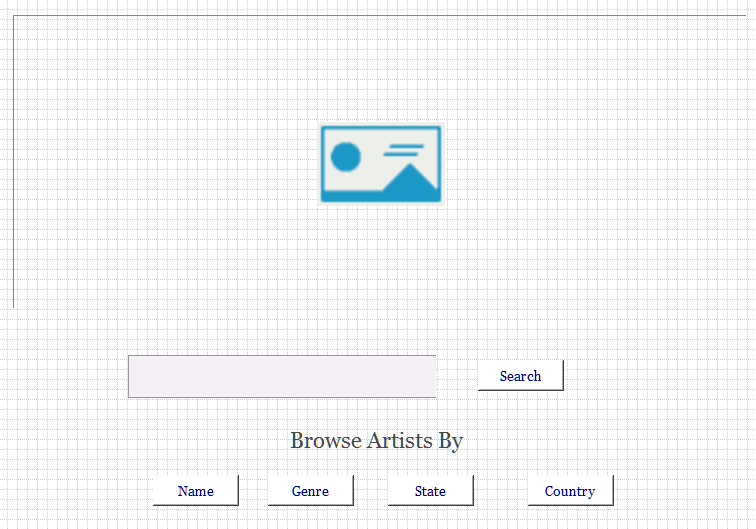 Search
Browse Artists By
Name Genre State Country